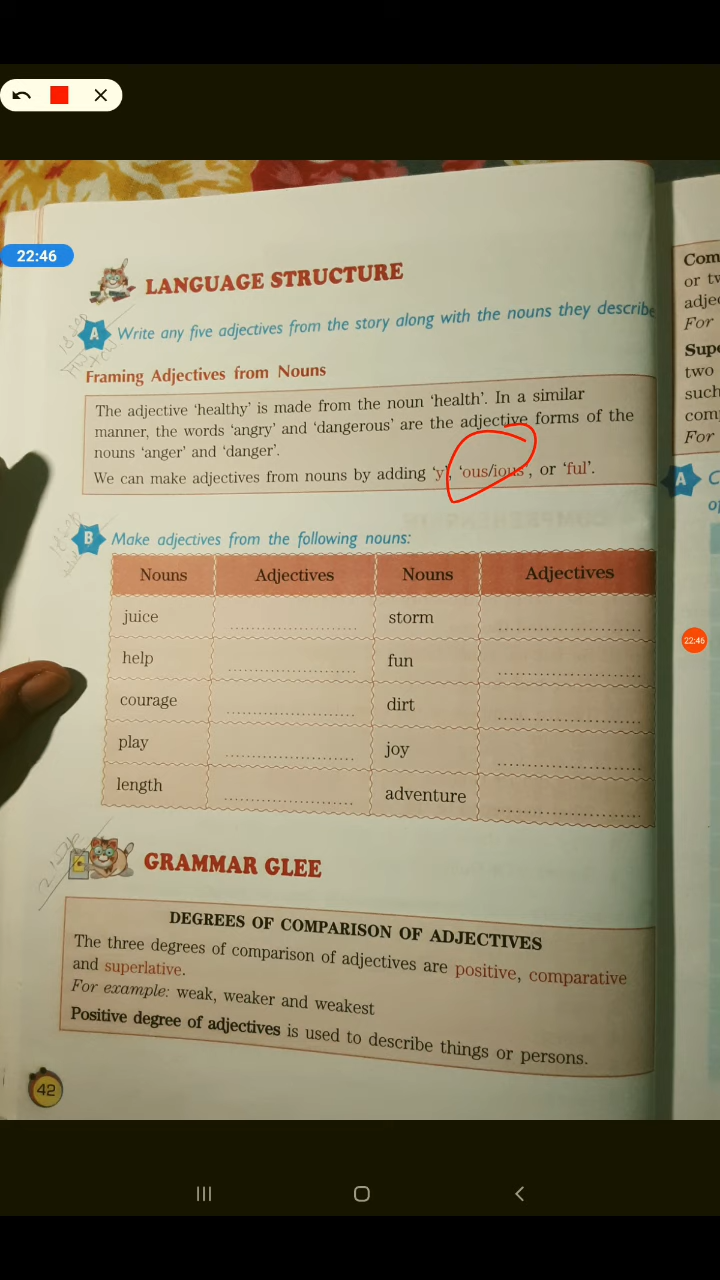 22:46
LANGUAGE STRUCTURE
A Write any five adjectives from the story along with the nouns they describe
Framing Adjectives from Nouns
The adjective ‘healthy’ is made from the noun ‘health’. In a similar
manner, the words ‘angry’ and ‘dangerous’ are the adjective forms of the
nouns ‘anger’ and ‘danger’.
We can make adjectives from nouns by adding ‘y’, ‘ous/ious’, or ‘ful’.
B Make adjectives from the following nouns:
Nouns Adjectives Nouns Adjectives
juice storm
help fun
courage dirt
play joy
length adventure
GRAMMAR GLEE
DEGREES OF COMPARISON OF ADJECTIVES
The three degrees of comparison of adjectives are positive, comparative
and superlative.
For example: weak, weaker and weakest
Positive degree of adjectives is used to describe things or persons.
42
Com
or tw
adjec
For
Supe
two
such
com
For
A C
22:46